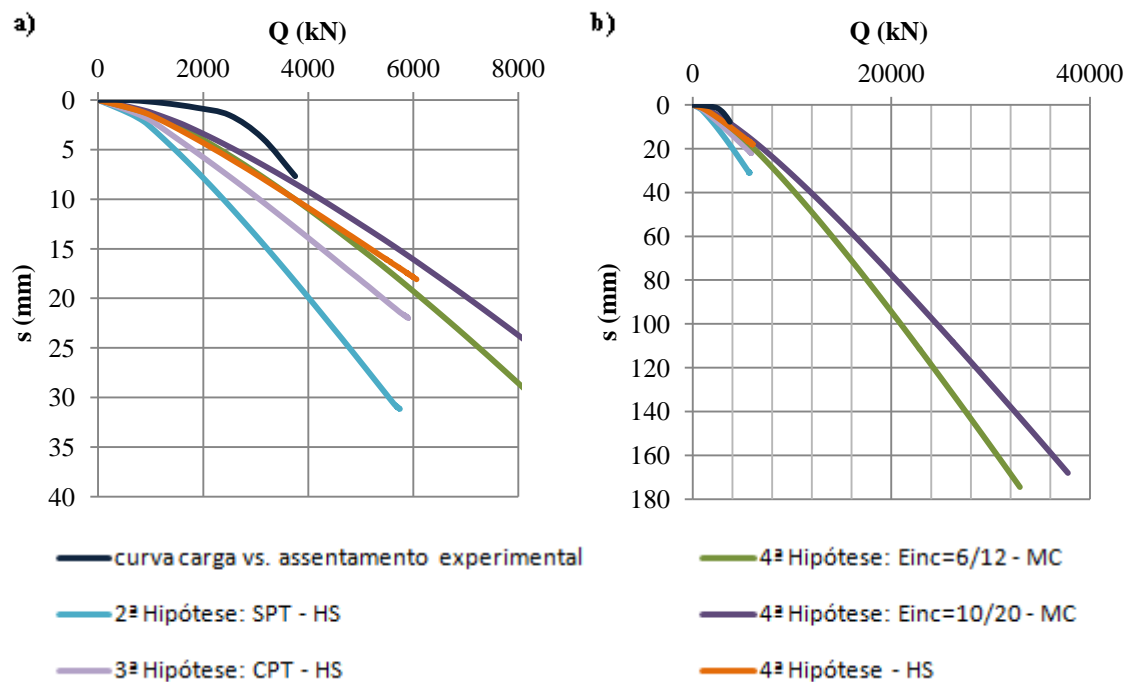 a)
Q (kN)
0 2000 4000 6000 8000
0
5
10
15
20
25
30
35
40
s (mm)
b)
Q (kN)
0 20000 40000
0
20
40
60
80
100
120
140
160
180
s (mm)
curva carga vs. assentamento experimental
2ª Hipótese: SPT - HS
3ª Hipótese: CPT - HS
4ª Hipótese: Einc=6/12 - MC
4ª Hipótese: Einc=10/20 - MC
4ª Hipótese - HS